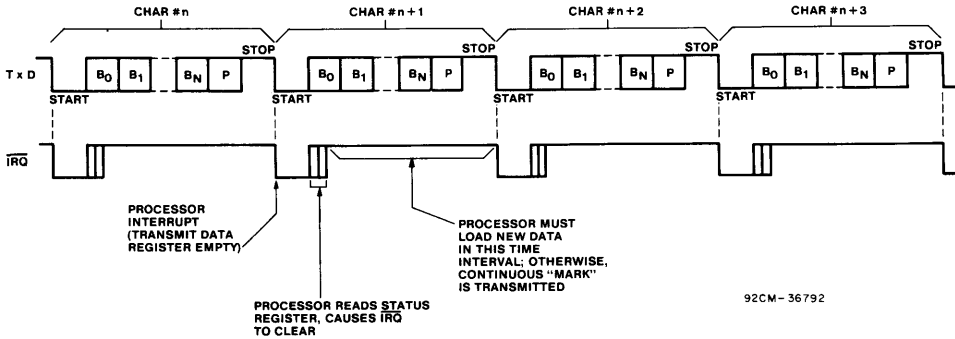 CHAR #n CHAR #n+1 CHAR #n+2 CHAR #n+3
STOP STOP STOP STOP
T x D B0 B1 BN P B0 B1 BN P B0 B1 BN P B0 B1 BN P
START START START START
IRQ
PROCESSOR
INTERRUPT
(TRANSMIT DATA
REGISTER EMPTY)
PROCESSOR MUST
LOAD NEW DATA
IN THIS TIME
INTERVAL; OTHERWISE,
CONTINUOUS “MARK”
IS TRANSMITTED
PROCESSOR READS STATUS
REGISTER, CAUSES IRQ
TO CLEAR
92CM-36792